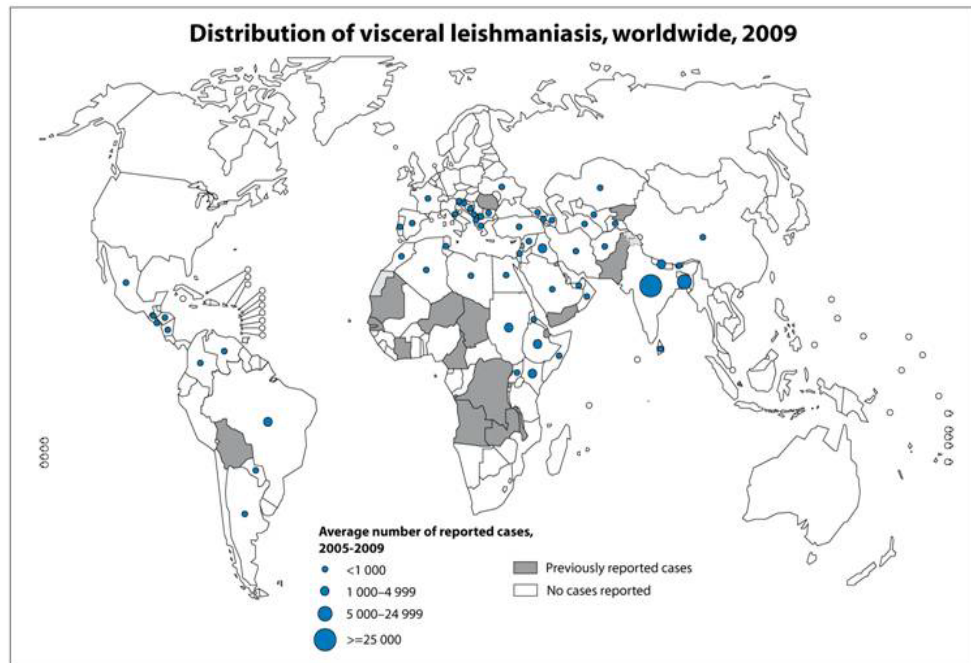 Distribution of visceral leishmaniasis, worldwide, 2009
Average number of reported cases,
2005-2009
<1 000
1 000–4 999
5 000–24 999
>=25 000
Previously reported cases
No cases reported